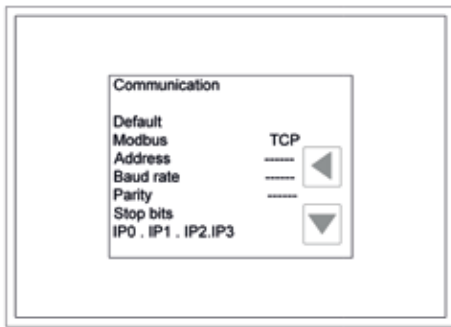 Communication
Default
Modbus TCP
Address ------
Baud rate ------
Parity ------
Stop bits
IP0 . IP1 . IP2.IP3